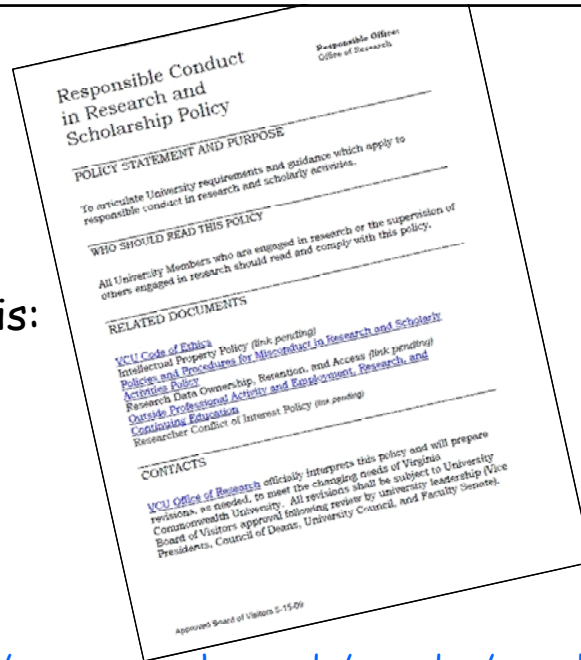 Responsible Office:
Office of Research
Responsible Conduct
in Research and
Scholarship Policy
POLICY STATEMENT AND PURPOSE
To articulate University requirements and guidance which apply to
responsible conduct in research and scholarly activities.
WHO SHOULD READ THIS POLICY
All University Members who are engaged in research or the supervision of
others engaged in research should read and comply with this policy.
is:
RELATED DOCUMENTS
VCU Code of Ethics
Intellectual Property Policy (link pending)
Policies and Procedures for Misconduct in Research and Scholarly
Activities Policy
Research Data Ownership, Retention, and Access (link pending)
Outside Professional Activity and Employment, Research, and
Continuing Education
Researcher Conflict of Interest Policy (link pending)
CONTACTS
VCU Office of Research officially interprets this policy and will prepare
revisions, as needed, to meet the changing needs of Virginia
Commonwealth University. All revisions shall be subject to University
Board of Visitors approval following review by university leadership (Vice
Presidents, Council of Deans, University Council, and Faculty Senate).
Approved Board of Visitors 5-15-09